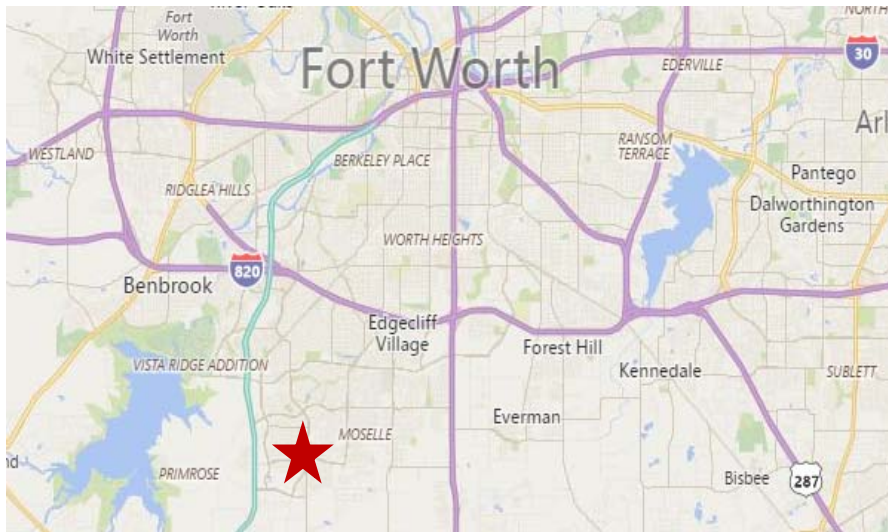 Fort
Worth
White Settlement
Fort Worth
NORTH
30
EDERVILLE
Arl
WESTLAND
BERKELEY PLACE
RANSOM
TERRACE
Pantego
RIDGLEA HILLS
Dalworthington
Gardens
WORTH HEIGHTS
820
Benbrook
Edgecliff
Village
Forest Hill
VISTA RIDGE ADDITION
Kennedale
SUBLETT
Everman
MOSELLE
PRIMROSE
Bisbee
287